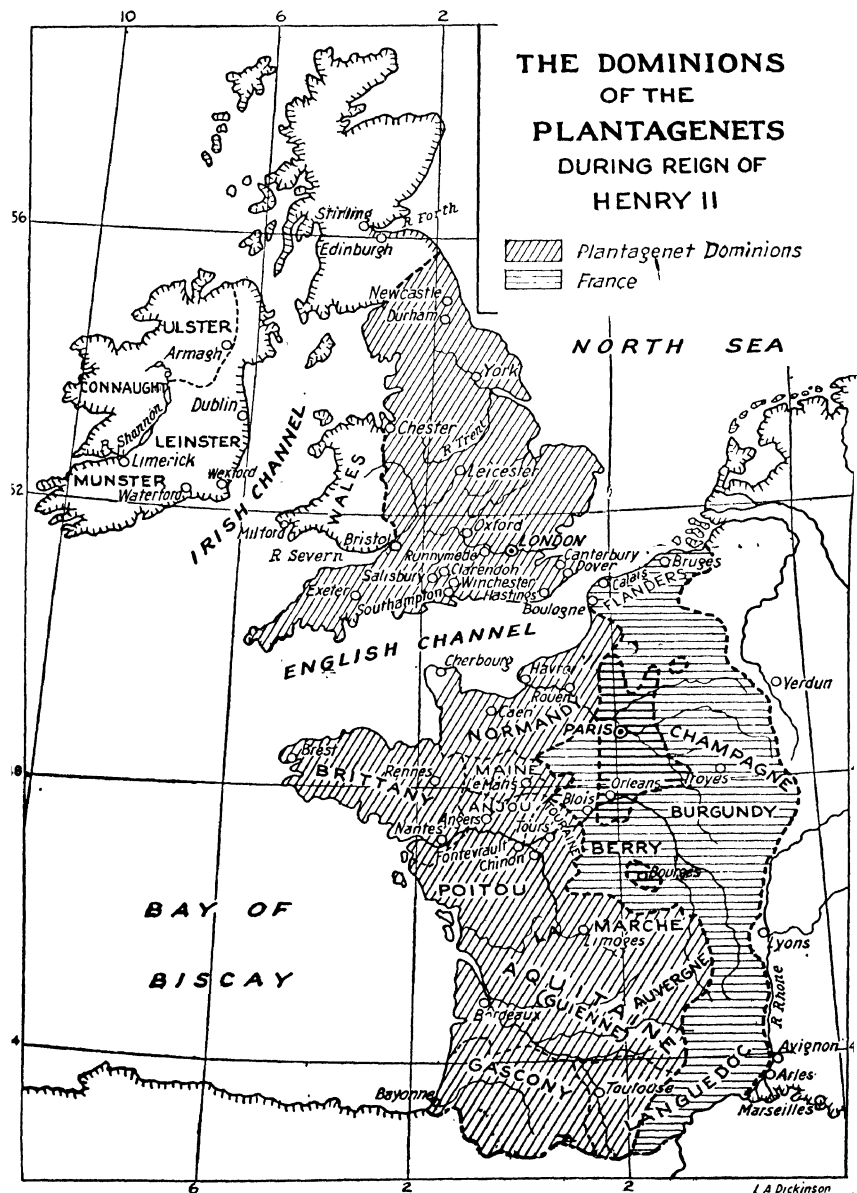 10 6 2
THE DOMINIONS
OF THE
PLANTAGENETS
DURING REIGN OF
HENRY II
Plantagenet Dominions
France
56
Stirling
R Forth
Edinburgh
Newcastle
Durham
ULSTER
Armagh
NORTH SEA
York
CONNAUGHT
Dublin
Chester
R Trent
R Shannon
LEINSTER
Limerick
Leicester
MUNSTER
Wexford
Waterford
52
IRISH CHANNEL
WALES
Milford
Oxford
Bristol
LONDON
R Severn
Runnymede
Canterbury
Bruges
Clarendon
Dover
Salisbury
Winchester
Calais
FLANDERS
Exeter
Southampton
Hastings
Boulogne
ENGLISH CHANNEL
Cherbourg
Havre
Verdun
Rouen
Caen
NORMANDY
PARIS
CHAMPAGNE
Brest
BRITTANY
Rennes
MAINE
Le Mans
Orleans
Troyes
ANJOU
Blois
BURGUNDY
Angers
TOURAINE
Nantes
Tours
Fontevrault
BERRY
Chinon
Bourges
POITOU
BAY OF
BISCAY
LA MARCHE
Limoges
Lyons
AQUITAINE
AUVERGNE
GUIENNE
Bordeaux
R Rhone
4
Avignon
GASCONY
Arles
Toulouse
LANGUEDOC
Bayonne
Marseilles
6 2 2
L A Dickinson